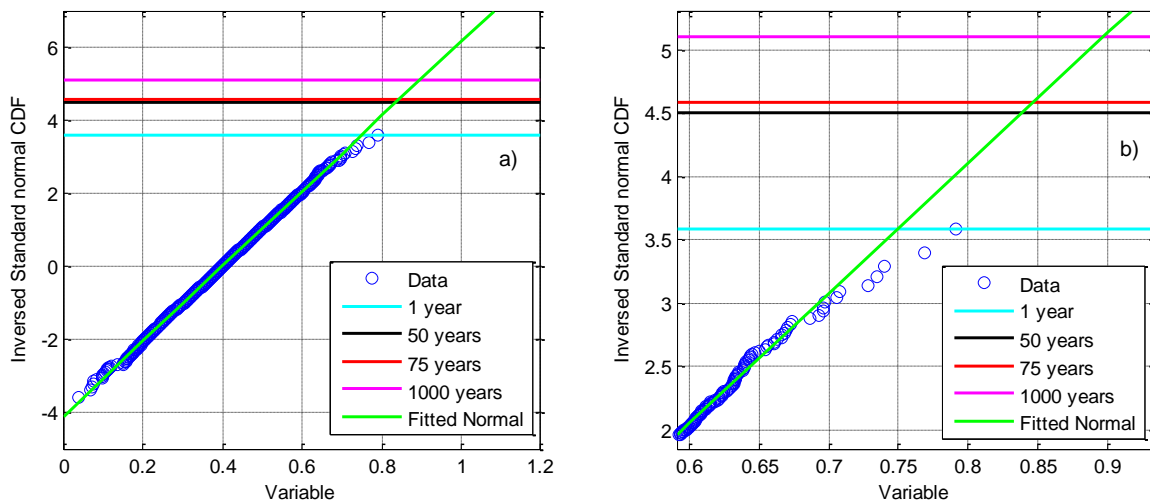 6
4
2
0
-2
-4
0
0.2
0.4
0.6
0.8
1
1.2
Inversed Standard normal CDF
Variable
a)
Data
1 year
50 years
75 years
1000 years
Fitted Normal
5
4.5
4
3.5
3
2.5
2
0.6
0.65
0.7
0.75
0.8
0.85
0.9
Inversed Standard normal CDF
Variable
b)
Data
1 year
50 years
75 years
1000 years
Fitted Normal